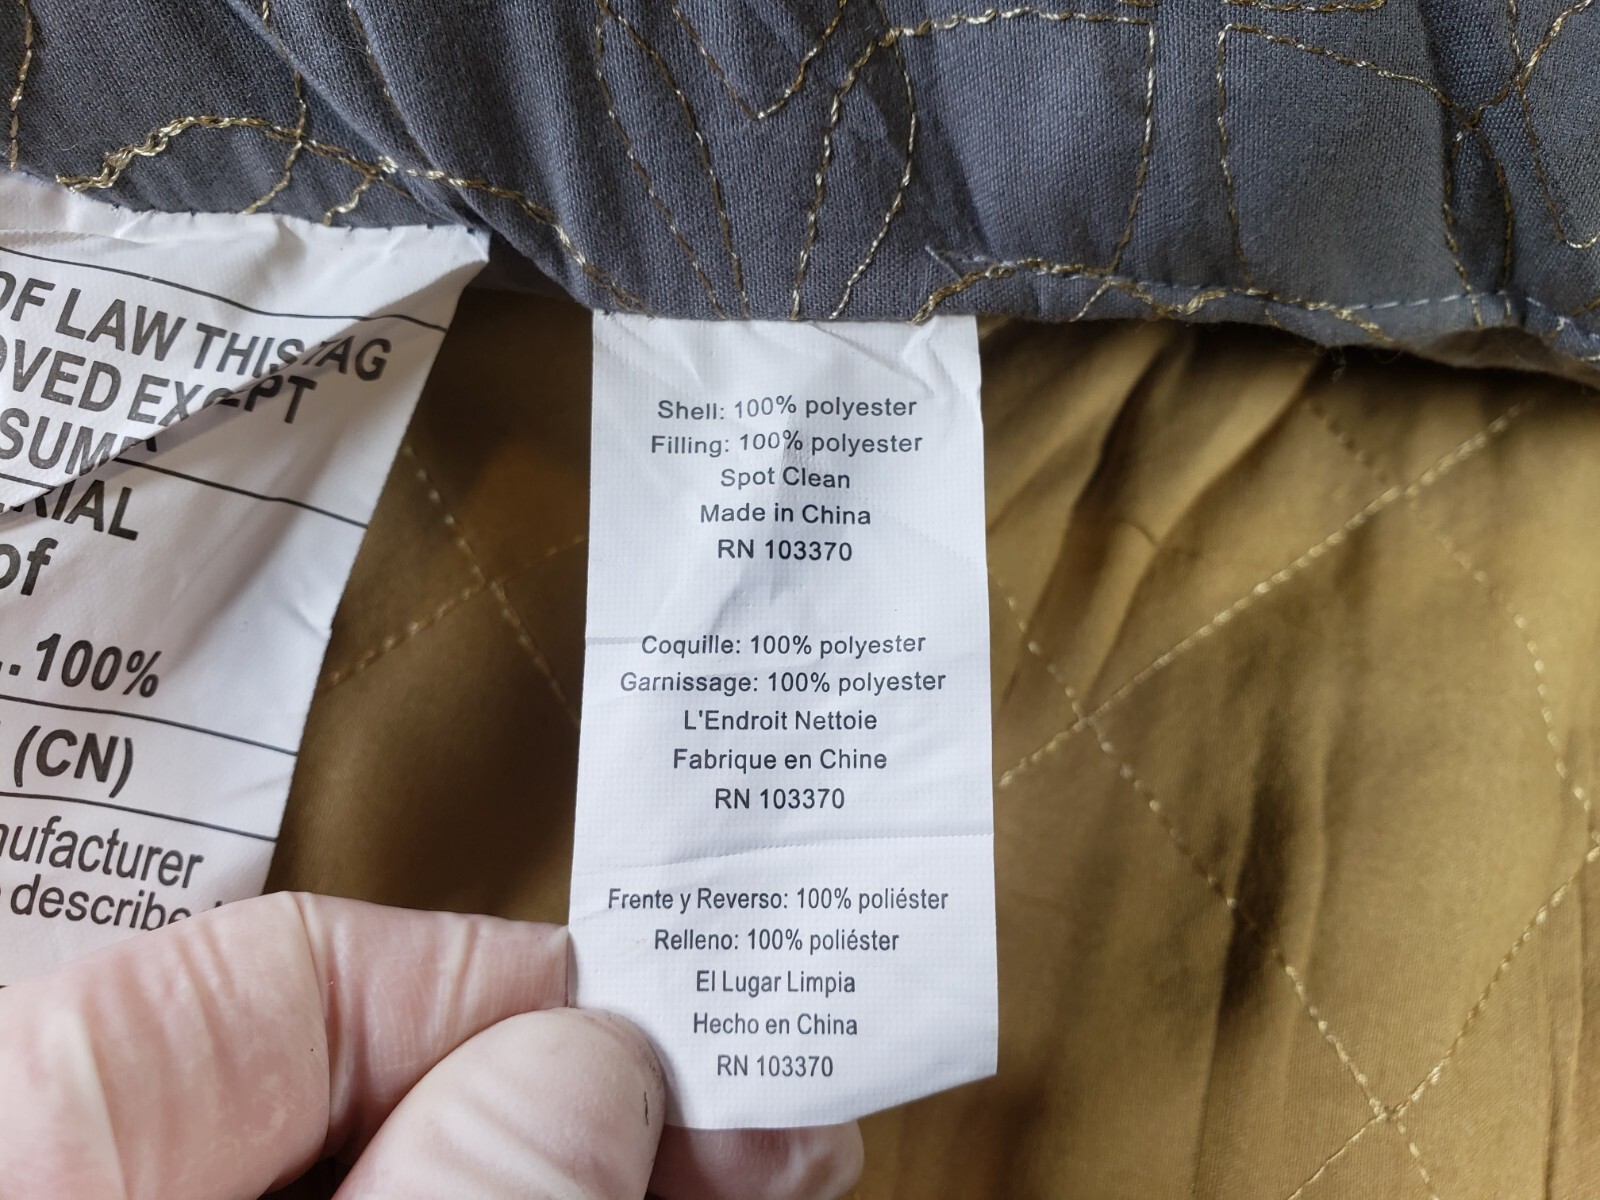 OF LAW THIS TAG
OVED EXCEPT
SUMER
RIAL
of
..100%
(CN)
nufacturer
describe
Shell: 100% polyester
Filling: 100% polyester
Spot Clean
Made in China
RN 103370
Coquille: 100% polyester
Garnissage: 100% polyester
L'Endroit Nettoie
Fabrique en Chine
RN 103370
Frente y Reverso: 100% poliéster
Relleno: 100% poliéster
El Lugar Limpia
Hecho en China
RN 103370